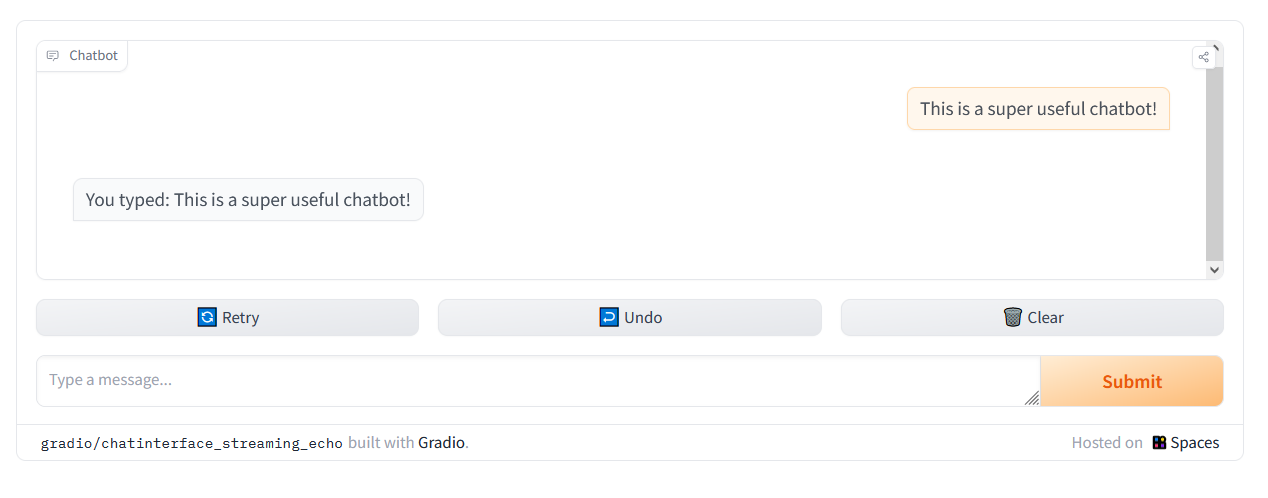 Chatbot
This is a super useful chatbot!
You typed: This is a super useful chatbot!
Retry
Undo
Clear
Type a message...
Submit
gradio/chatinterface_streaming_echo built with Gradio.
Hosted on Spaces